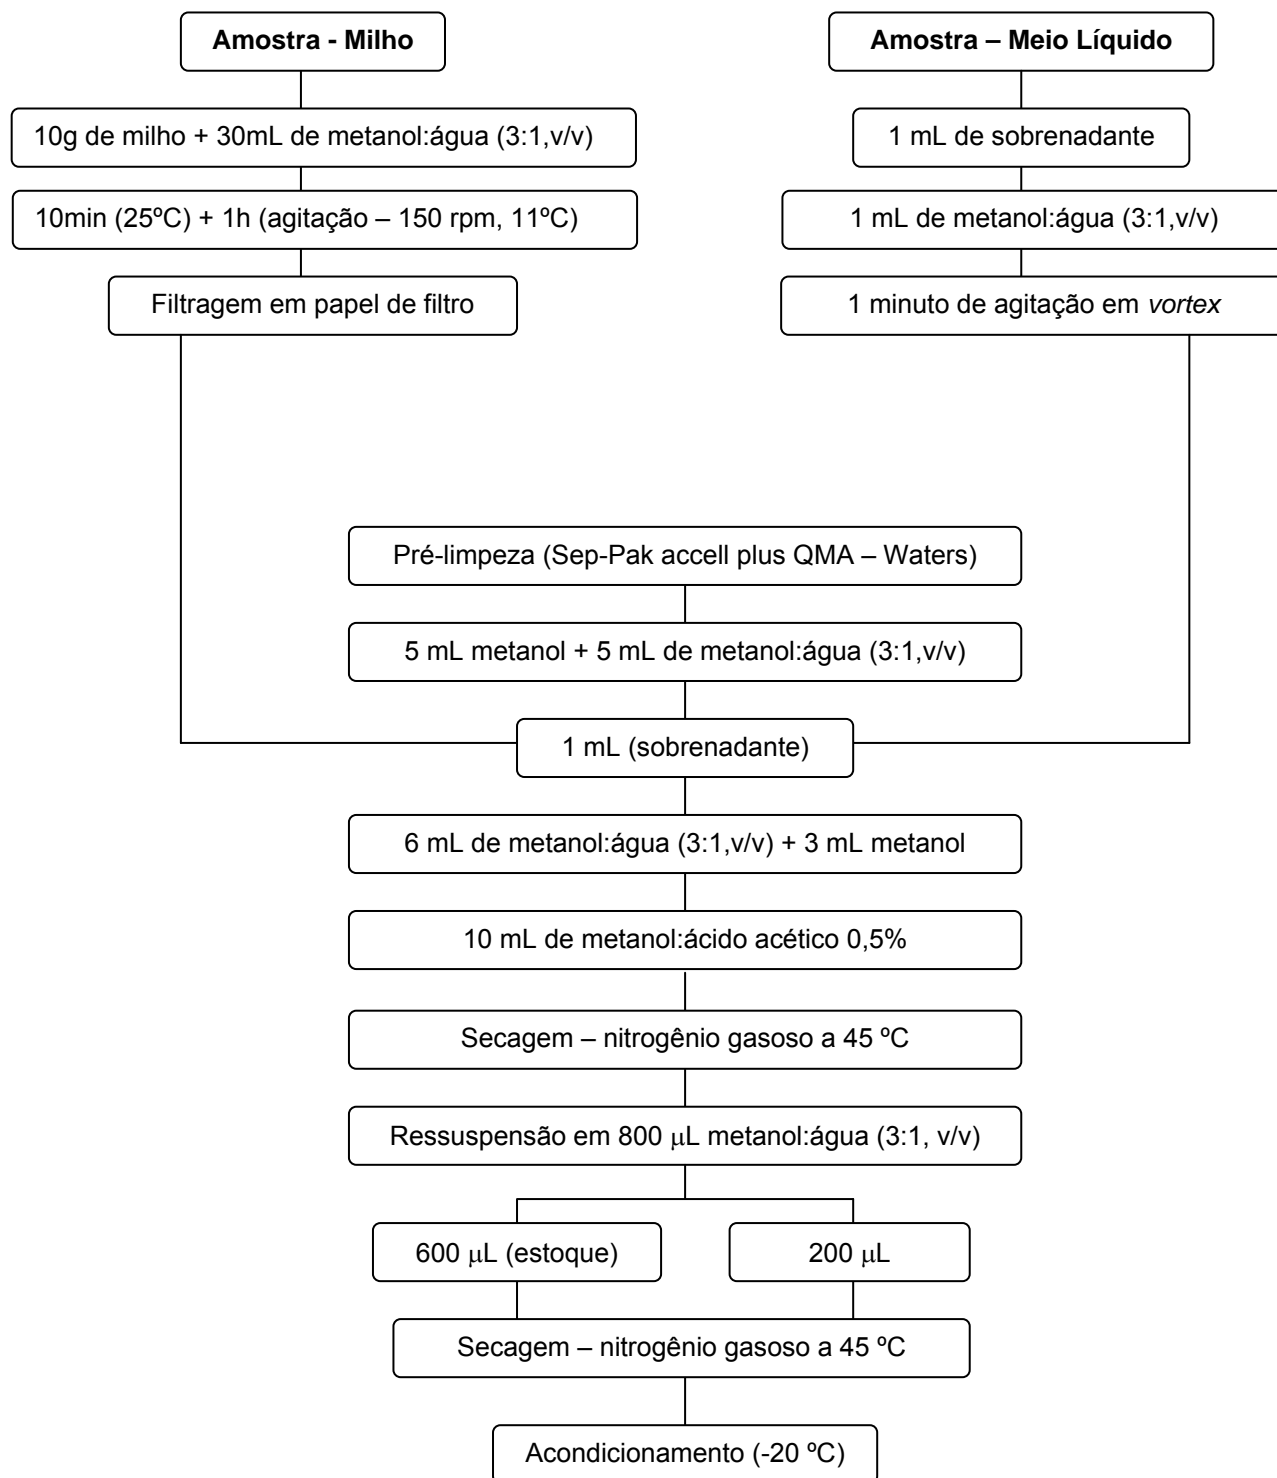 Amostra - Milho
10g de milho + 30mL de metanol:água (3:1,v/v)
10min (25ºC) + 1h (agitação – 150 rpm, 11ºC)
Filtragem em papel de filtro
Amostra – Meio Líquido
1 mL de sobrenadante
1 mL de metanol:água (3:1,v/v)
1 minuto de agitação em vortex
Pré-limpeza (Sep-Pak accell plus QMA – Waters)
5 mL metanol + 5 mL de metanol:água (3:1,v/v)
1 mL (sobrenadante)
6 mL de metanol:água (3:1,v/v) + 3 mL metanol
10 mL de metanol:ácido acético 0,5%
Secagem – nitrogênio gasoso a 45 ºC
Ressuspensão em 800 µL metanol:água (3:1, v/v)
600 µL (estoque)
200 µL
Secagem – nitrogênio gasoso a 45 ºC
Acondicionamento (-20 ºC)